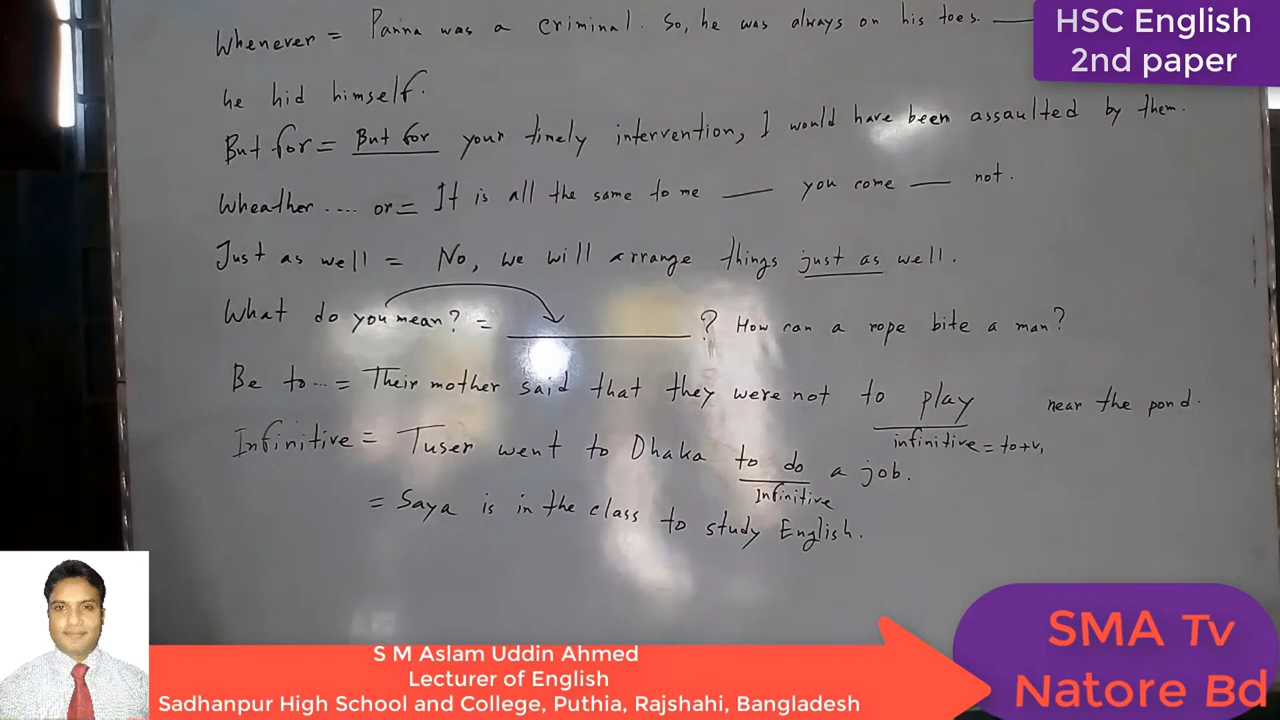 Whenever = Panna was a criminal. So, he was always on his toes. ___
he hid himself.
But for = But for your timely intervention, I would have been assaulted by them.
Wheather .... or = It is all the same to me ___ you come ___ not.
Just as well = No, we will arrange things just as well.
What do you mean? = ___ ? How can a rope bite a man?
Be to... = Their mother said that they were not to play near the pond.
infinitive = to+v,
Infinitive = Tuser went to Dhaka to do a job.
Infinitive
= Saya is in the class to study English.
HSC English
2nd paper
S M Aslam Uddin Ahmed
Lecturer of English
Sadhanpur High School and College, Puthia, Rajshahi, Bangladesh
SMA Tv
Natore Bd